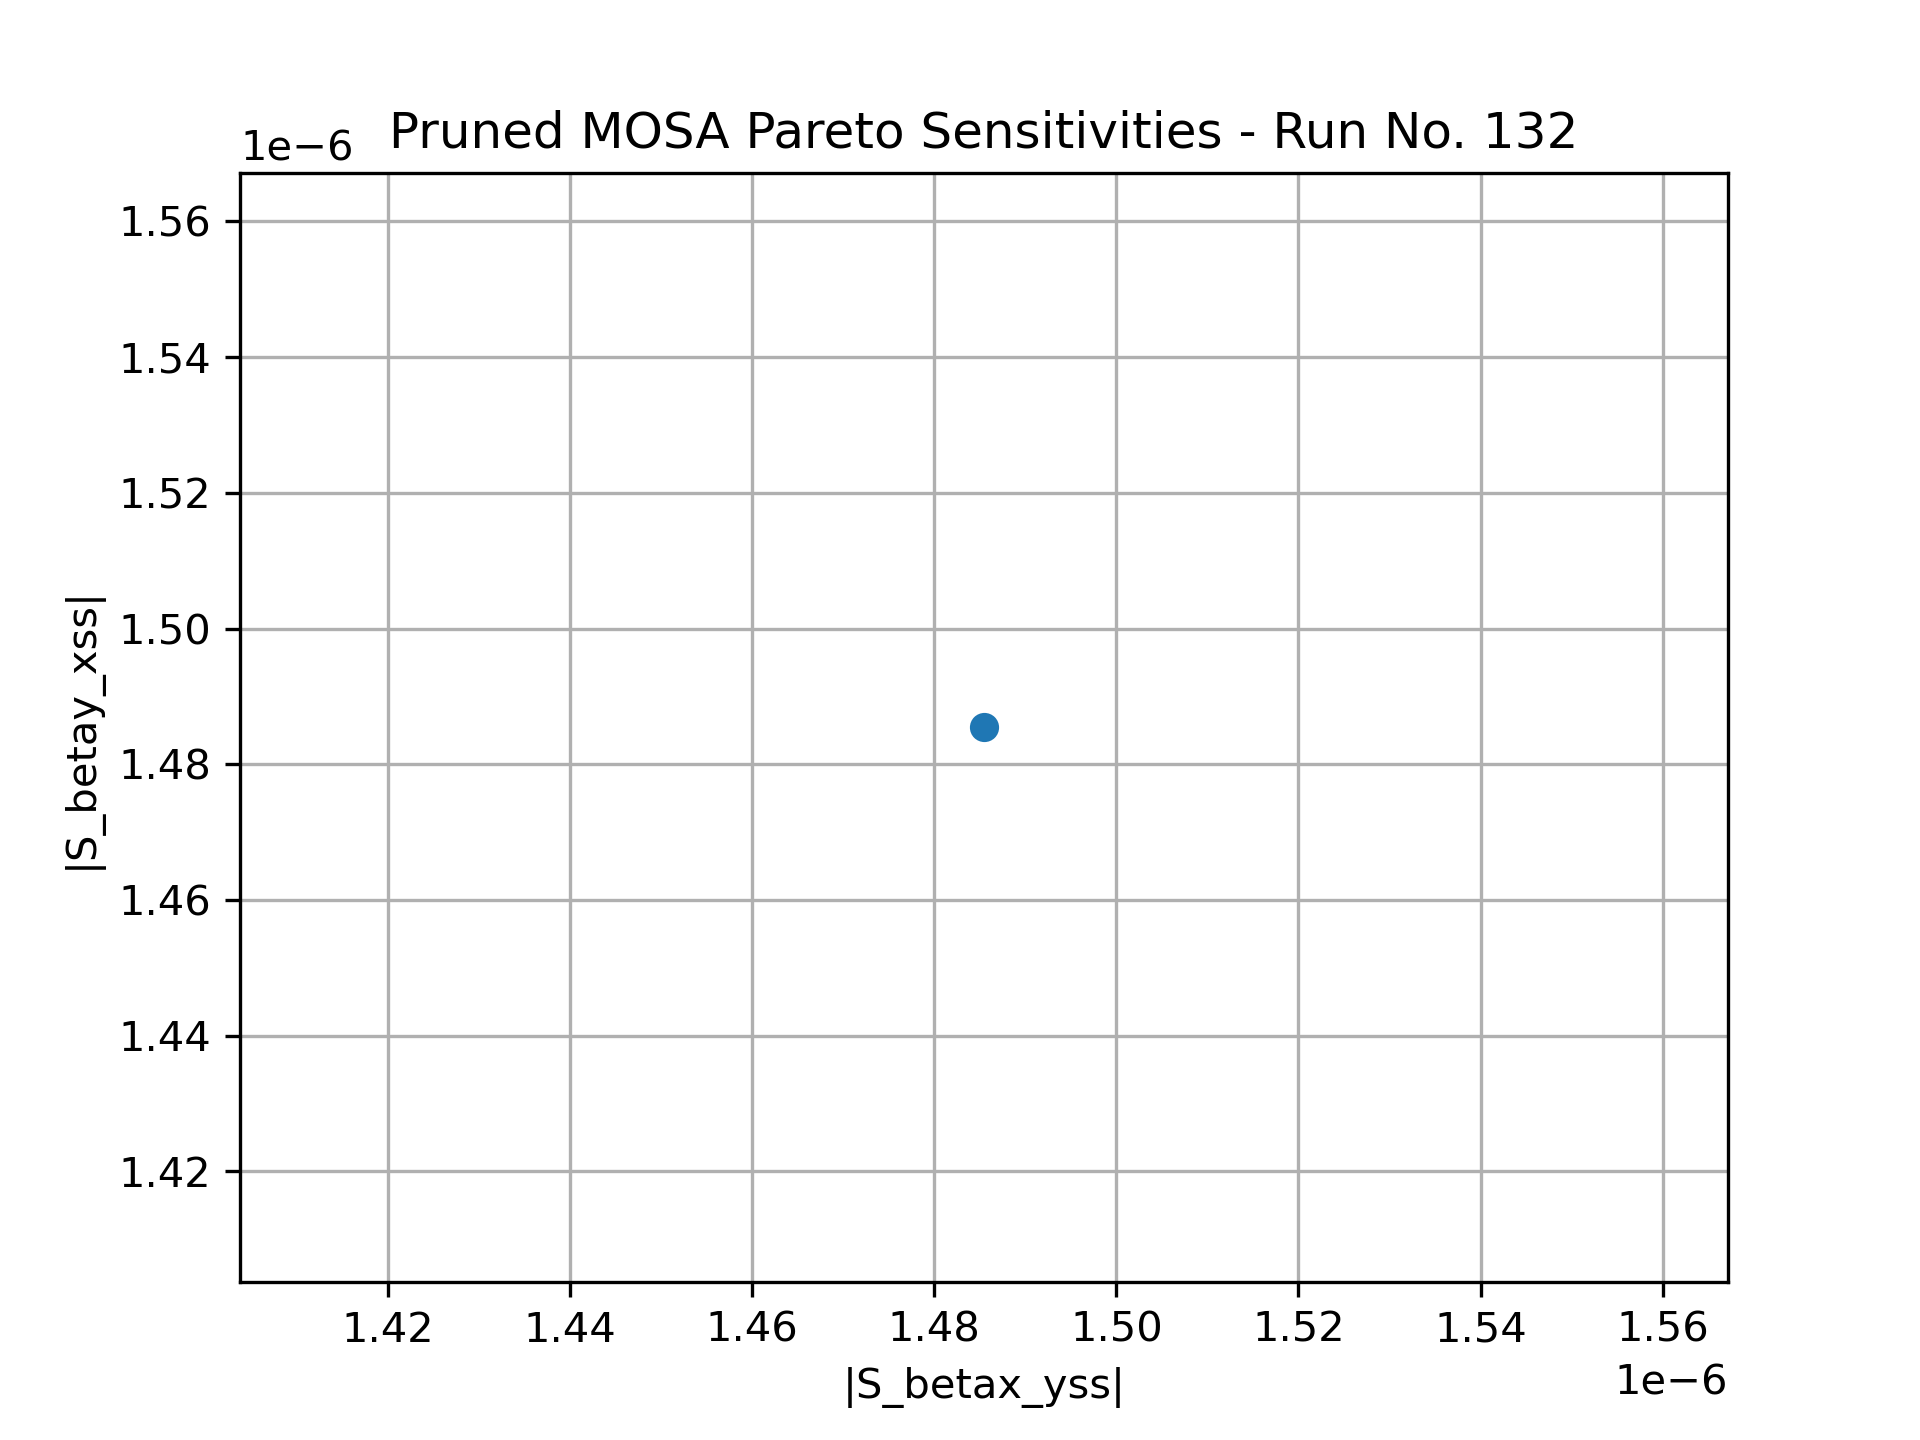 Pruned MOSA Pareto Sensitivities - Run No. 132
1e−6
1.56
1.54
1.52
1.50
1.48
1.46
1.44
1.42
|S_betay_xss|
1.42 1.44 1.46 1.48 1.50 1.52 1.54 1.56
1e−6
|S_betax_yss|